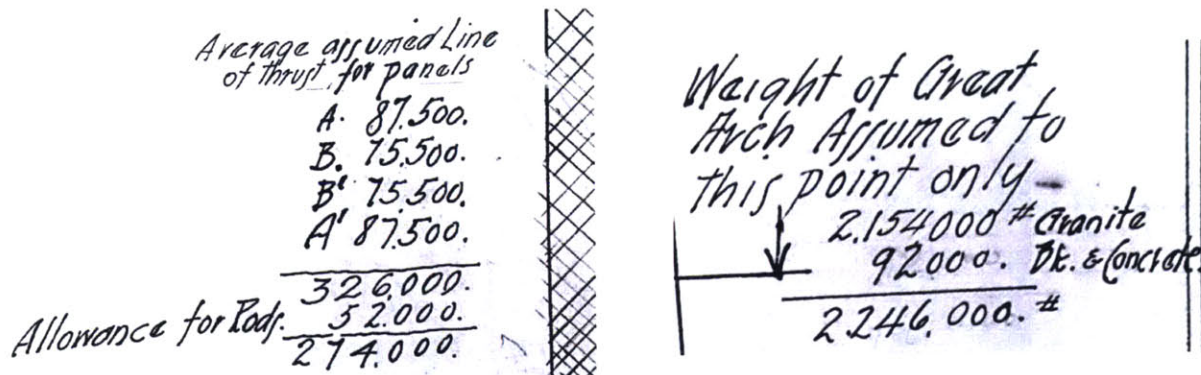 Average assumed Line
of thrust, for panels
A. 87.500.
B. 75.500.
B' 75.500.
A' 87.500.
326.000.
Allowance for Rods. 52.000.
274.000.
Weight of Great
Arch Assumed to
this point only
2.154000 # Granite
92000. Bk. & Concrete.
2.246.000. #